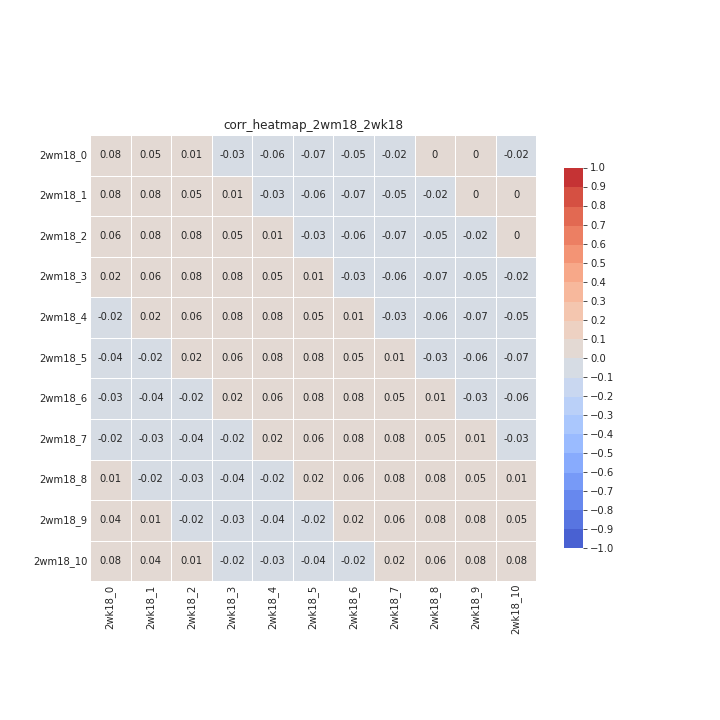 corr_heatmap_2wm18_2wk18
2wm18_0 0.08 0.05 0.01 -0.03 -0.06 -0.07 -0.05 -0.02 0 0 -0.02
2wm18_1 0.08 0.08 0.05 0.01 -0.03 -0.06 -0.07 -0.05 -0.02 0 0
2wm18_2 0.06 0.08 0.08 0.05 0.01 -0.03 -0.06 -0.07 -0.05 -0.02 0
2wm18_3 0.02 0.06 0.08 0.08 0.05 0.01 -0.03 -0.06 -0.07 -0.05 -0.02
2wm18_4 -0.02 0.02 0.06 0.08 0.08 0.05 0.01 -0.03 -0.06 -0.07 -0.05
2wm18_5 -0.04 -0.02 0.02 0.06 0.08 0.08 0.05 0.01 -0.03 -0.06 -0.07
2wm18_6 -0.03 -0.04 -0.02 0.02 0.06 0.08 0.08 0.05 0.01 -0.03 -0.06
2wm18_7 -0.02 -0.03 -0.04 -0.02 0.02 0.06 0.08 0.08 0.05 0.01 -0.03
2wm18_8 0.01 -0.02 -0.03 -0.04 -0.02 0.02 0.06 0.08 0.08 0.05 0.01
2wm18_9 0.04 0.01 -0.02 -0.03 -0.04 -0.02 0.02 0.06 0.08 0.08 0.05
2wm18_10 0.08 0.04 0.01 -0.02 -0.03 -0.04 -0.02 0.02 0.06 0.08 0.08
2wk18_0 2wk18_1 2wk18_2 2wk18_3 2wk18_4 2wk18_5 2wk18_6 2wk18_7 2wk18_8 2wk18_9 2wk18_10
1.0
0.9
0.8
0.7
0.6
0.5
0.4
0.3
0.2
0.1
0.0
−0.1
−0.2
−0.3
−0.4
−0.5
−0.6
−0.7
−0.8
−0.9
−1.0